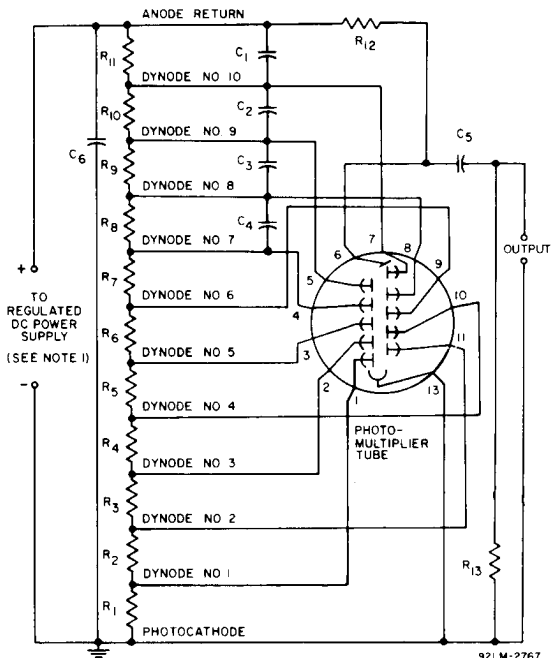 ANODE RETURN
R12
R11
C1
DYNODE NO 10
R10
C2
DYNODE NO. 9
C6
R9
C3
C5
DYNODE NO 8
R8
C4
DYNODE NO. 7
7
8
OUTPUT
6
9
R7
5
+
TO
REGULATED
DC POWER
SUPPLY
(SEE NOTE 1)
-
DYNODE NO 6
10
4
R6
11
3
DYNODE NO. 5
R5
2
13
1
DYNODE NO 4
PHOTO-
MULTIPLIER
TUBE
R4
DYNODE NO 3
R3
DYNODE NO 2
R2
R13
DYNODE NO 1
R1
PHOTOCATHODE
92LM-2767